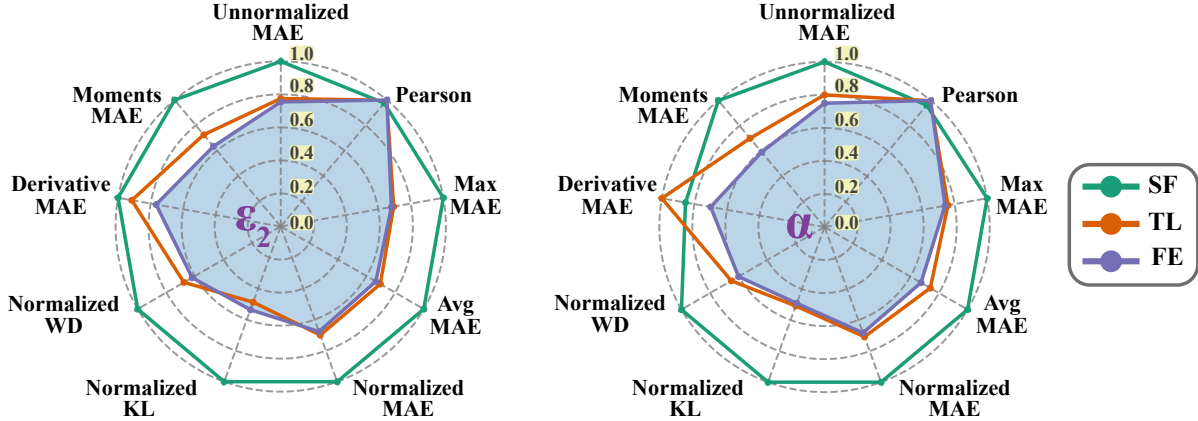 Unnormalized
MAE
Pearson
Max
MAE
Avg
MAE
Normalized
MAE
Normalized
KL
Normalized
WD
Derivative
MAE
Moments
MAE
1.0
0.8
0.6
0.4
0.2
0.0
ε₂
Unnormalized
MAE
Pearson
Max
MAE
Avg
MAE
Normalized
MAE
Normalized
KL
Normalized
WD
Derivative
MAE
Moments
MAE
1.0
0.8
0.6
0.4
0.2
0.0
α
SF
TL
FE